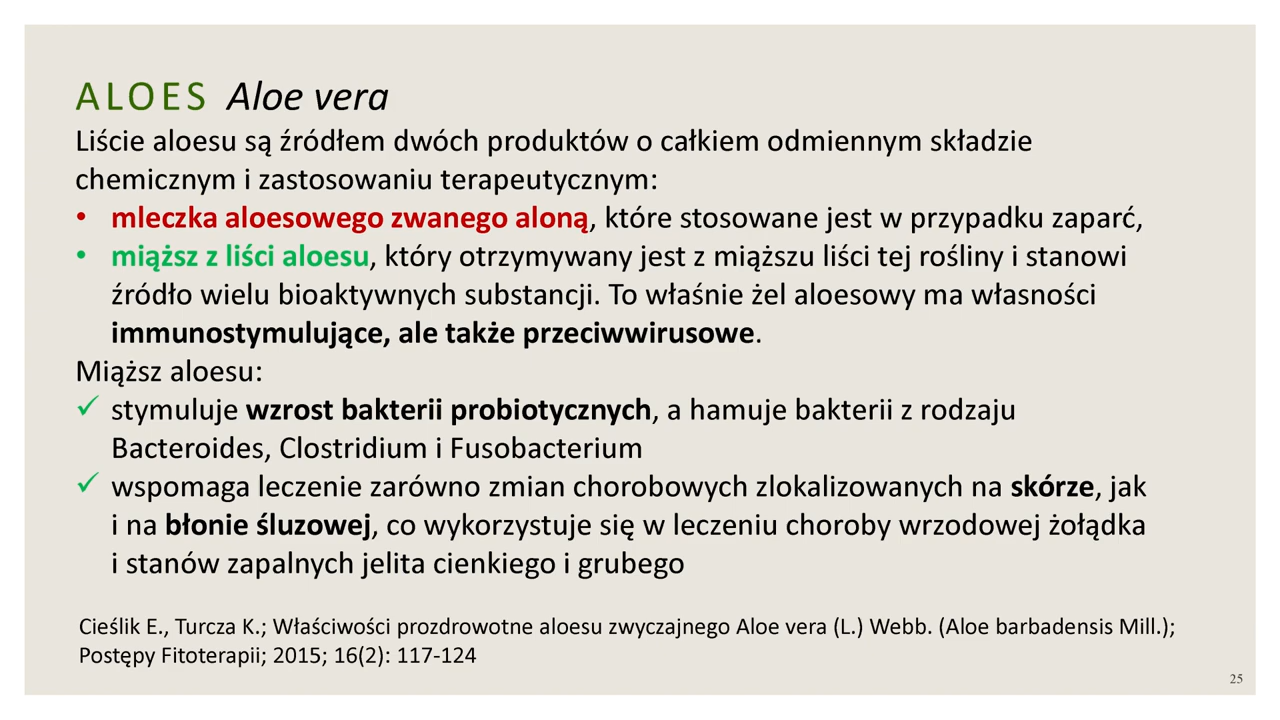 ALOES Aloe vera
Liście aloesu są źródłem dwóch produktów o całkiem odmiennym składzie
chemicznym i zastosowaniu terapeutycznym:
• mleczka aloesowego zwanego aloną, które stosowane jest w przypadku zaparć,
• miąższ z liści aloesu, który otrzymywany jest z miąższu liści tej rośliny i stanowi
źródło wielu bioaktywnych substancji. To właśnie żel aloesowy ma własności
immunostymulujące, ale także przeciwwirusowe.
Miąższ aloesu:
✓ stymuluje wzrost bakterii probiotycznych, a hamuje bakterii z rodzaju
Bacteroides, Clostridium i Fusobacterium
✓ wspomaga leczenie zarówno zmian chorobowych zlokalizowanych na skórze, jak
i na błonie śluzowej, co wykorzystuje się w leczeniu choroby wrzodowej żołądka
i stanów zapalnych jelita cienkiego i grubego
Cieślik E., Turcza K.; Właściwości prozdrowotne aloesu zwyczajnego Aloe vera (L.) Webb. (Aloe barbadensis Mill.);
Postępy Fitoterapii; 2015; 16(2): 117-124
25